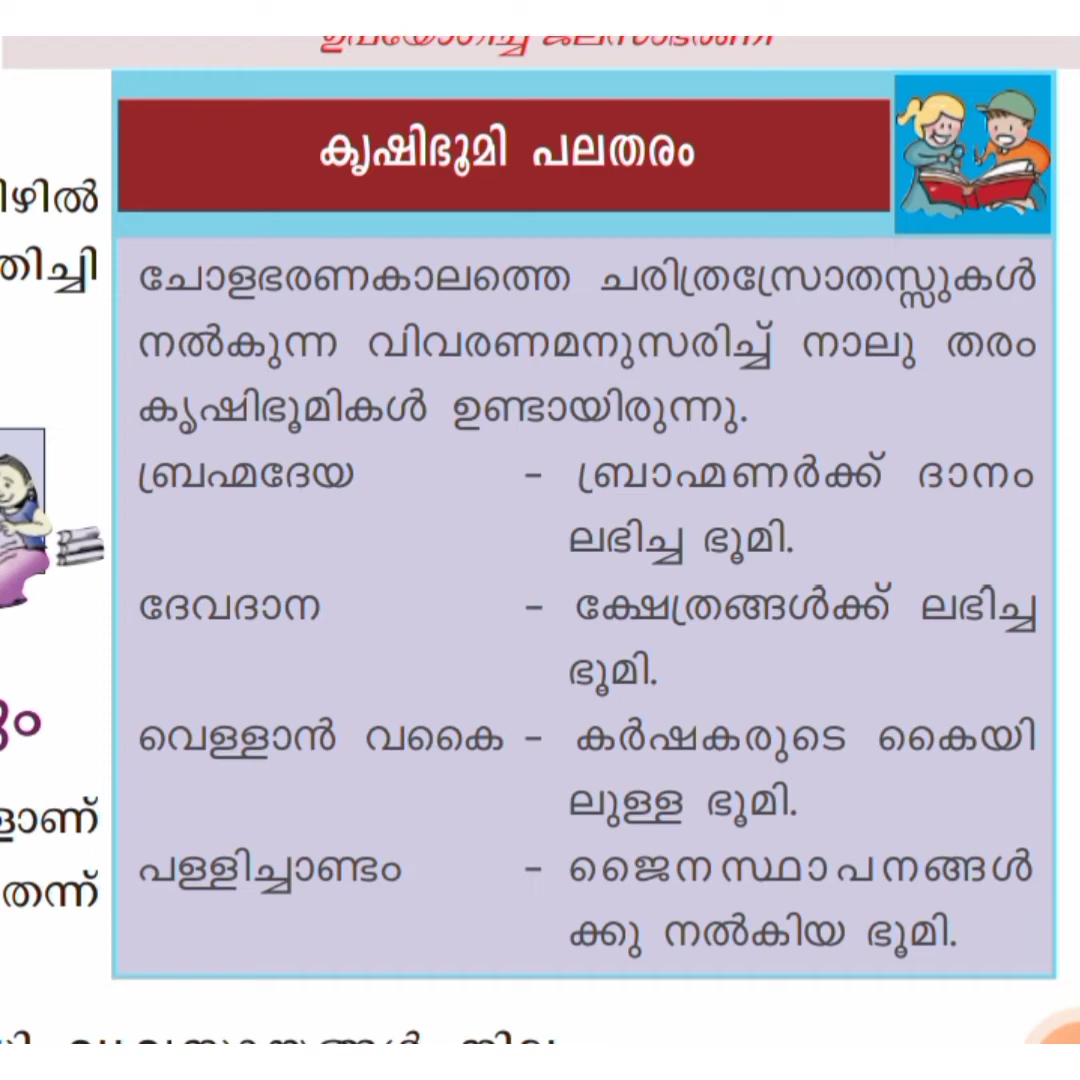 കൃഷിഭൂമി പലതരം
ചോളഭരണകാലത്തെ ചരിത്രസ്രോതസ്സുകൾ
നൽകുന്ന വിവരണമനുസരിച്ച് നാലു തരം
കൃഷിഭൂമികൾ ഉണ്ടായിരുന്നു.
ബ്രഹ്മദേയ - ബ്രാഹ്മണർക്ക് ദാനം
ലഭിച്ച ഭൂമി.
ദേവദാന - ക്ഷേത്രങ്ങൾക്ക് ലഭിച്ച
ഭൂമി.
വെള്ളാൻ വകൈ - കർഷകരുടെ കൈയി
ലുള്ള ഭൂമി.
പള്ളിച്ചാണ്ടം - ജൈനസ്ഥാപനങ്ങൾ
ക്കു നൽകിയ ഭൂമി.